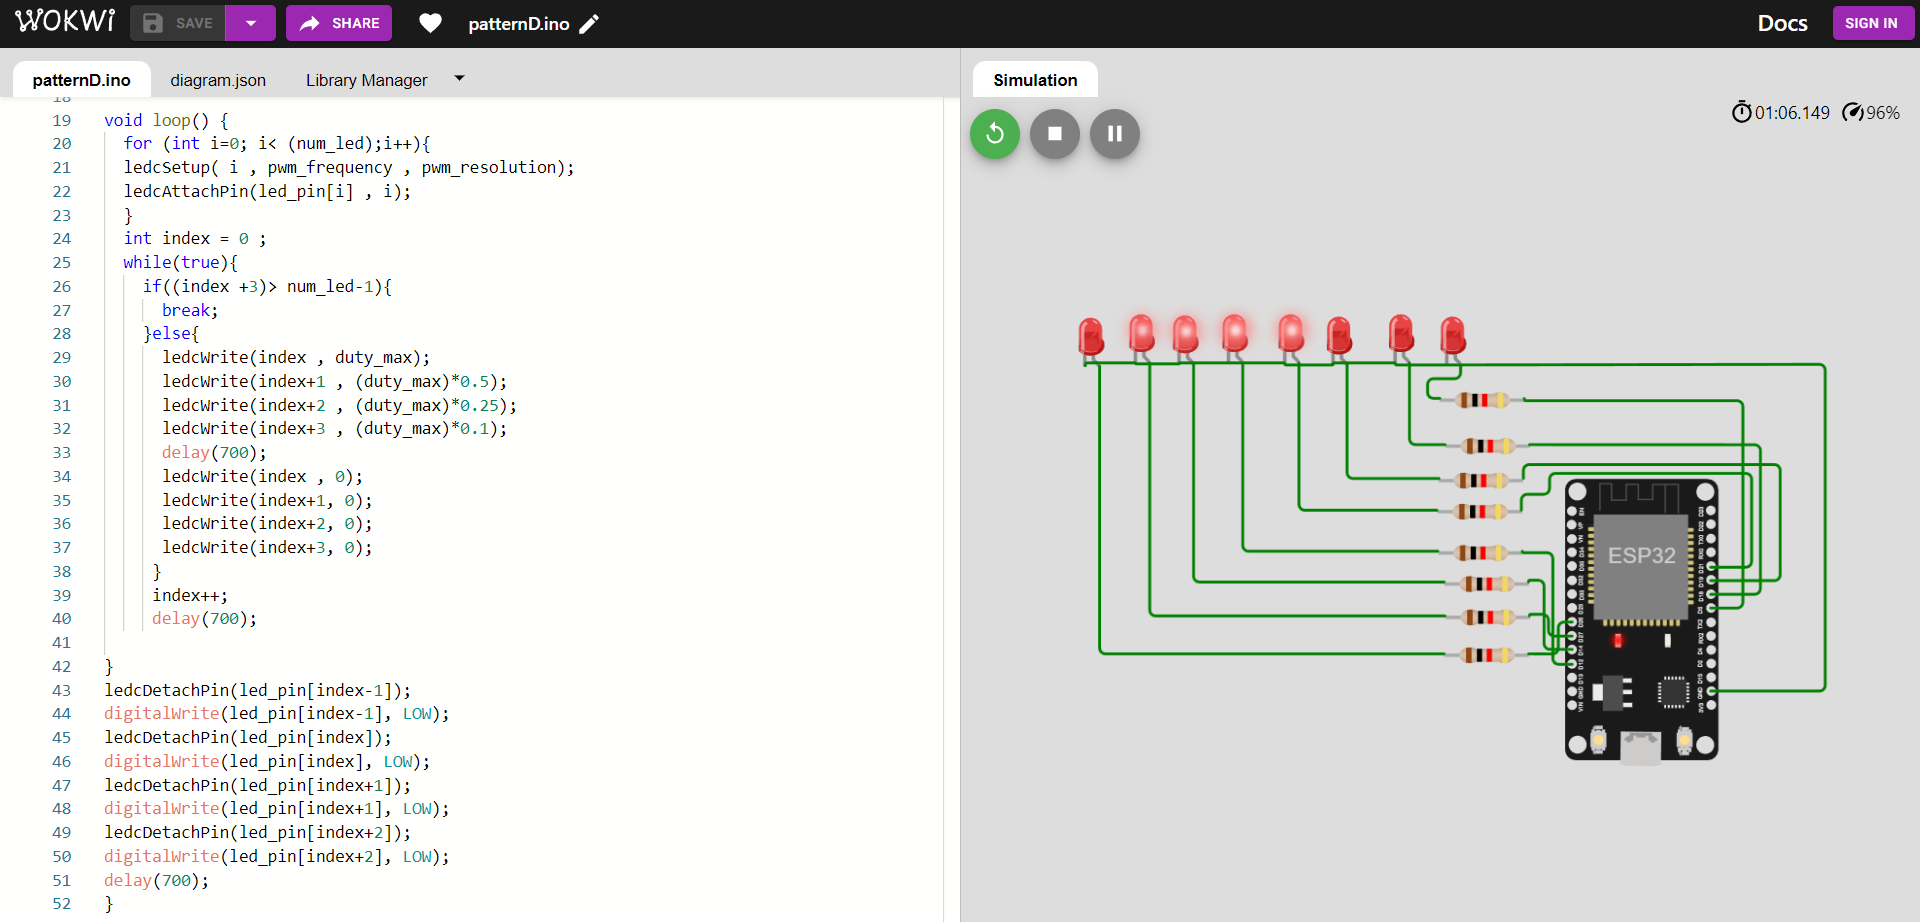 WOKWi SAVE SHARE patternD.ino Docs SIGN IN
patternD.ino diagram.json Library Manager Simulation
01:06.149 96%
18
19 void loop() {
20 for (int i=0; i< (num_led);i++){
21 ledcSetup( i , pwm_frequency , pwm_resolution);
22 ledcAttachPin(led_pin[i] , i);
23 }
24 int index = 0 ;
25 while(true){
26 if((index +3)> num_led-1){
27 break;
28 }else{
29 ledcWrite(index , duty_max);
30 ledcWrite(index+1 , (duty_max)*0.5);
31 ledcWrite(index+2 , (duty_max)*0.25);
32 ledcWrite(index+3 , (duty_max)*0.1);
33 delay(700);
34 ledcWrite(index , 0);
35 ledcWrite(index+1, 0);
36 ledcWrite(index+2, 0);
37 ledcWrite(index+3, 0);
38 }
39 index++;
40 delay(700);
41
42 }
43 ledcDetachPin(led_pin[index-1]);
44 digitalWrite(led_pin[index-1], LOW);
45 ledcDetachPin(led_pin[index]);
46 digitalWrite(led_pin[index], LOW);
47 ledcDetachPin(led_pin[index+1]);
48 digitalWrite(led_pin[index+1], LOW);
49 ledcDetachPin(led_pin[index+2]);
50 digitalWrite(led_pin[index+2], LOW);
51 delay(700);
52 }
ESP32